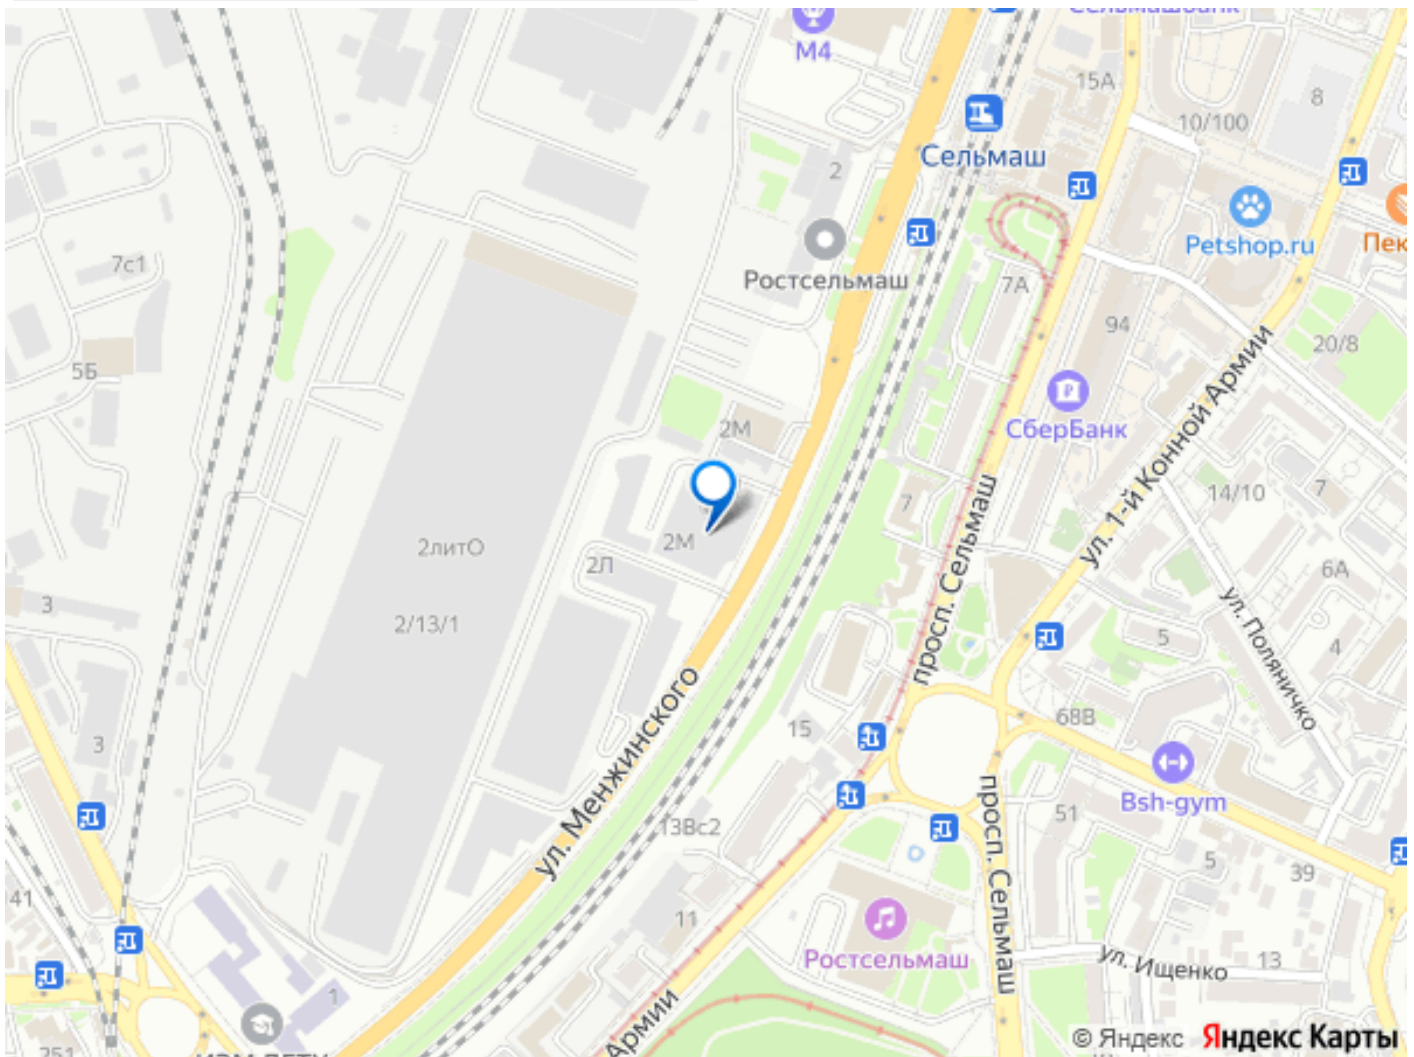 Сельмашбанк
М4
15А
8
10/100
Сельмаш
2
Petshop.ru
Пек
7с1
Ростсельмаш
7А
94
20/8
5Б
СберБанк
2М
ул. 1-й Конной Армии
14/10
7
7
просп. Сельмаш
2М
2литО
2Л
6А
3
2/13/1
ул. Поляничко
5
4
ул. Менжинского
68В
15
3
Bsh-gym
просп. Сельмаш
51
13Вс2
5
39
41
11
Ростсельмаш
ул. Ищенко
13
1
Армии
251
© Яндекс Яндекс Карты